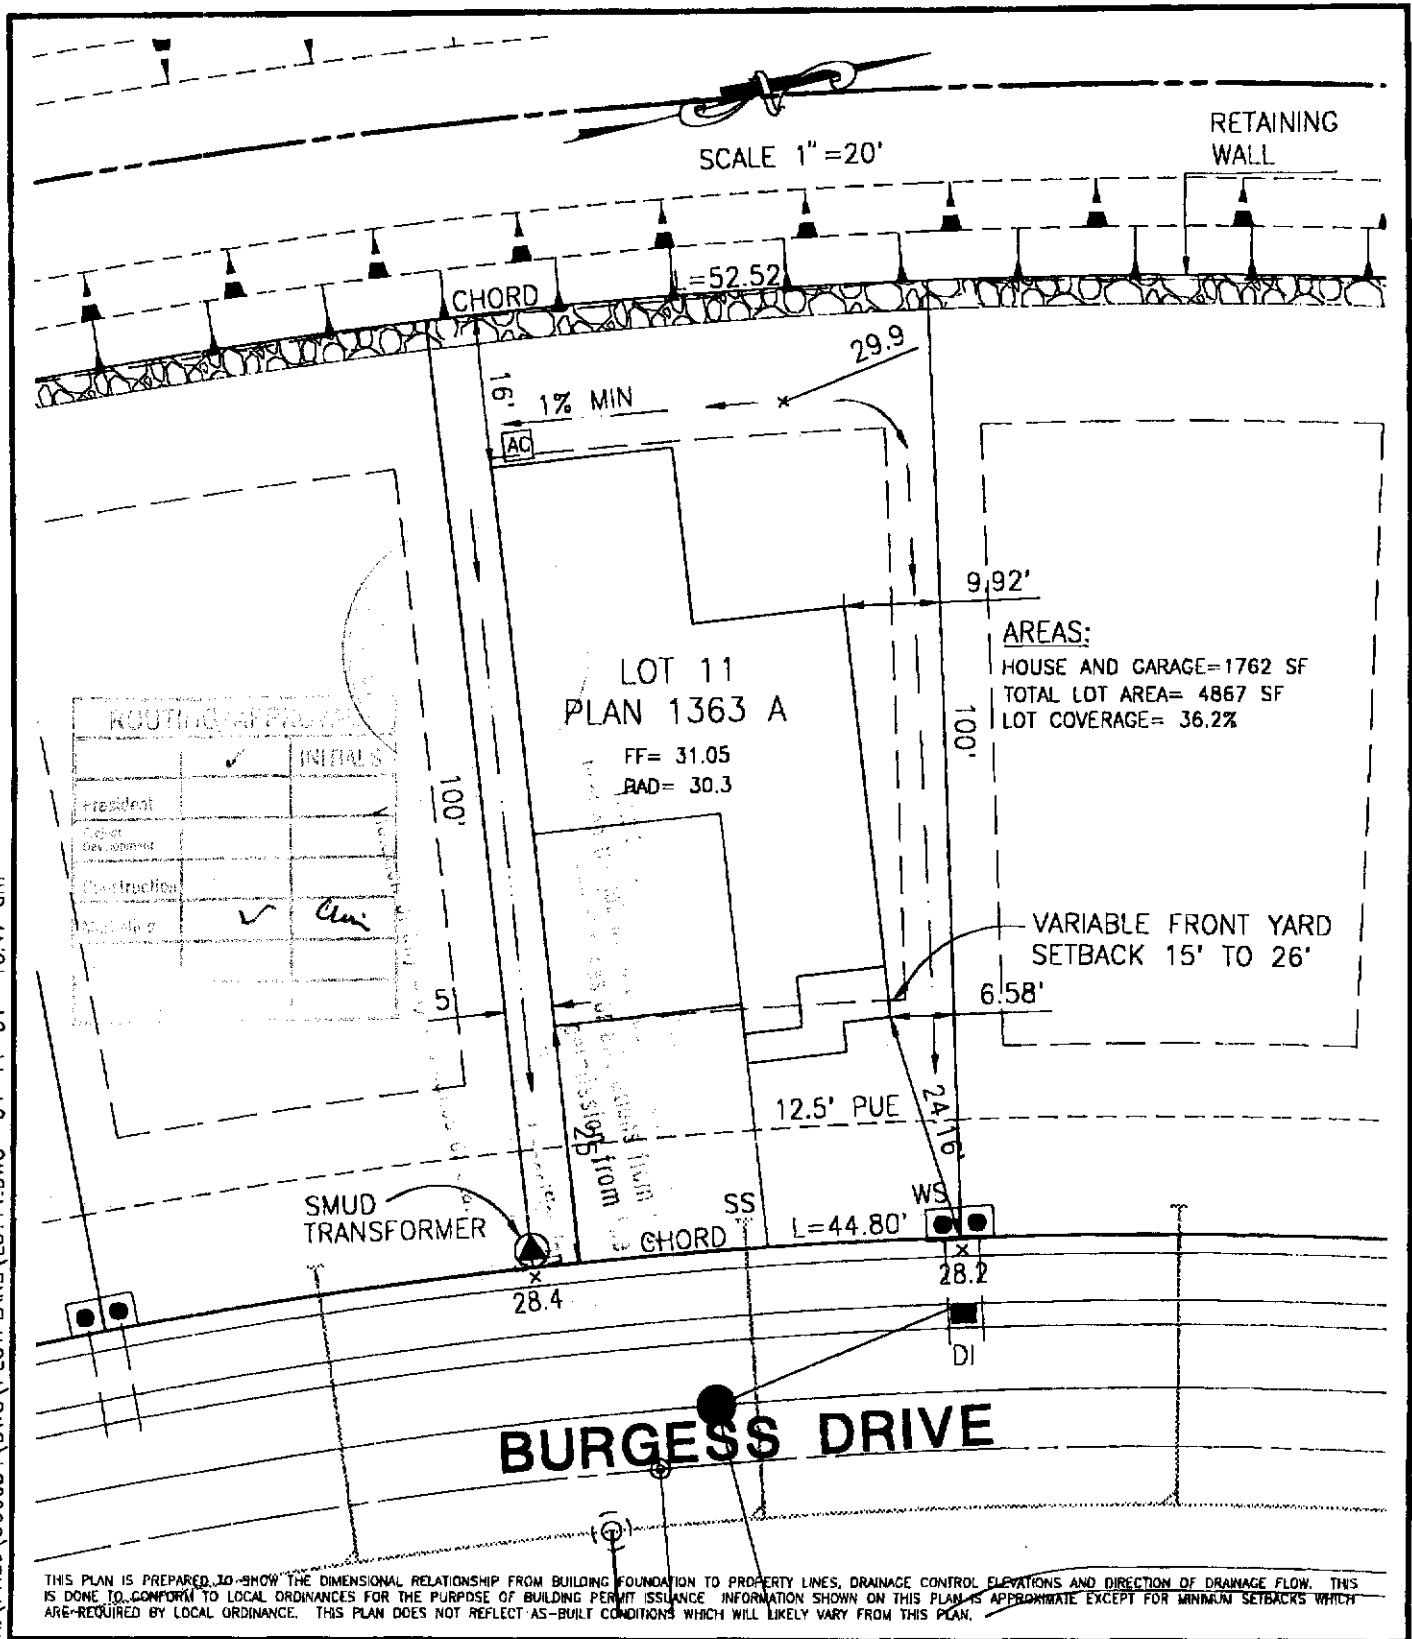 SCALE 1"=20'
RETAINING
WALL
CHORD
L=52.52
29.9
16'
1% MIN
AC
9.92'
AREAS:
HOUSE AND GARAGE=1762 SF
TOTAL LOT AREA= 4867 SF
LOT COVERAGE= 36.2%
LOT 11
PLAN 1363 A
FF= 31.05
PAD= 30.3
100'
100'
ROUTING/APPROVAL
INITIALS
President
Development
Construction
VARIABLE FRONT YARD
SETBACK 15' TO 26'
5'
6.58'
12.5' PUE
24.16'
25'
from
SMUD
TRANSFORMER
SS
WS
CHORD
L=44.80'
28.4
28.2
DI
BURGESS DRIVE
THIS PLAN IS PREPARED TO SHOW THE DIMENSIONAL RELATIONSHIP FROM BUILDING FOUNDATION TO PROPERTY LINES, DRAINAGE CONTROL ELEVATIONS AND DIRECTION OF DRAINAGE FLOW. THIS
IS DONE TO CONFORM TO LOCAL ORDINANCES FOR THE PURPOSE OF BUILDING PERMIT ISSUANCE INFORMATION SHOWN ON THIS PLAN IS APPROXIMATE EXCEPT FOR MINIMUM SETBACKS WHICH
ARE REQUIRED BY LOCAL ORDINANCE. THIS PLAN DOES NOT REFLECT AS-BUILT CONDITIONS WHICH WILL LIKELY VARY FROM THIS PLAN.